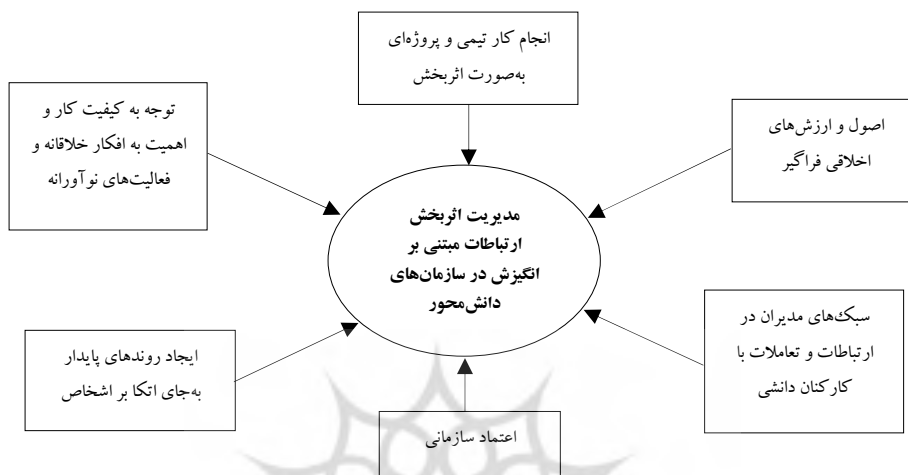 انجام کار تیمی و پروژه‌ای
به‌صورت اثربخش
اصول و ارزش‌های
اخلاقی فراگیر
توجه به کیفیت کار و
اهمیت به افکار خلاقانه و
فعالیت‌های نوآورانه
مدیریت اثربخش
ارتباطات مبتنی بر
انگیزش در سازمان‌های
دانش‌محور
سبک‌های مدیران در
ارتباطات و تعاملات با
کارکنان دانشی
ایجاد روندهای پایدار
به‌جای اتکا بر اشخاص
اعتماد سازمانی